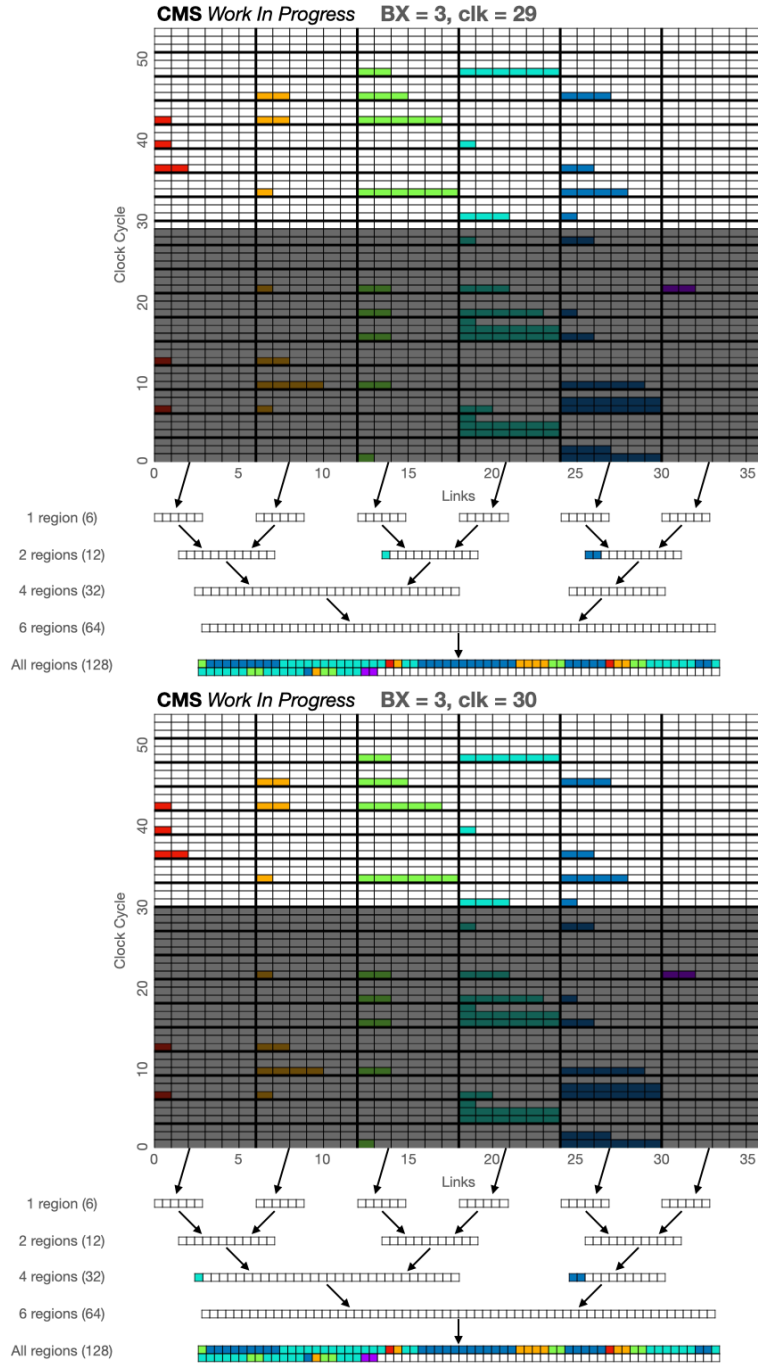 CMS Work In Progress BX = 3, clk = 29
50
40
30
20
10
0
Clock Cycle
0 5 10 15 20 25 30 35
Links
1 region (6)
2 regions (12)
4 regions (32)
6 regions (64)
All regions (128)
CMS Work In Progress BX = 3, clk = 30
50
40
30
20
10
0
Clock Cycle
0 5 10 15 20 25 30 35
Links
1 region (6)
2 regions (12)
4 regions (32)
6 regions (64)
All regions (128)